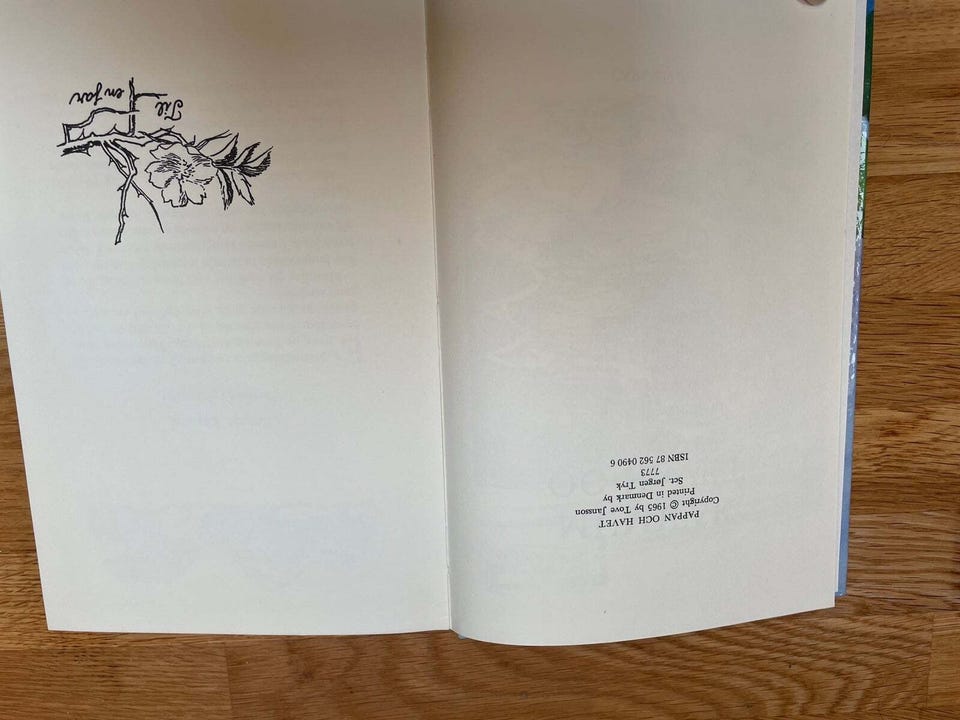 PAPPAN OCH HAVET
Copyright © 1965 by Tove Jansson
Printed in Denmark by
Sct. Jørgen Tryk
7773
ISBN 87 562 0490 6
Til
en far